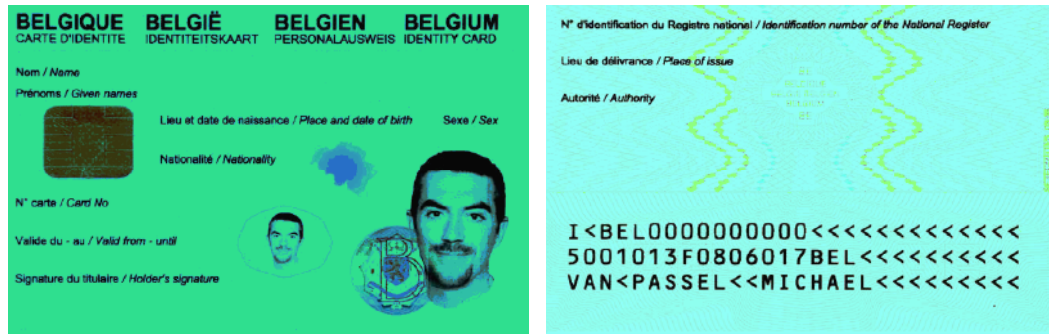 BELGIQUE BELGIË BELGIEN BELGIUM
CARTE D'IDENTITE IDENTITEITSKAART PERSONALAUSWEIS IDENTITY CARD
Nom / Name
Prénoms / Given names
Lieu et date de naissance / Place and date of birth Sexe / Sex
Nationalité / Nationality
N° carte / Card No
Valide du - au / Valid from - until
Signature du titulaire / Holder's signature
N° d'identification du Registre national / Identification number of the National Register
Lieu de délivrance / Place of issue
Autorité / Authority
I<BEL0000000000<<<<<<<<<<<<<
5001013F0806017BEL<<<<<<<<<<
VAN<PASSEL<<MICHAEL<<<<<<<<<